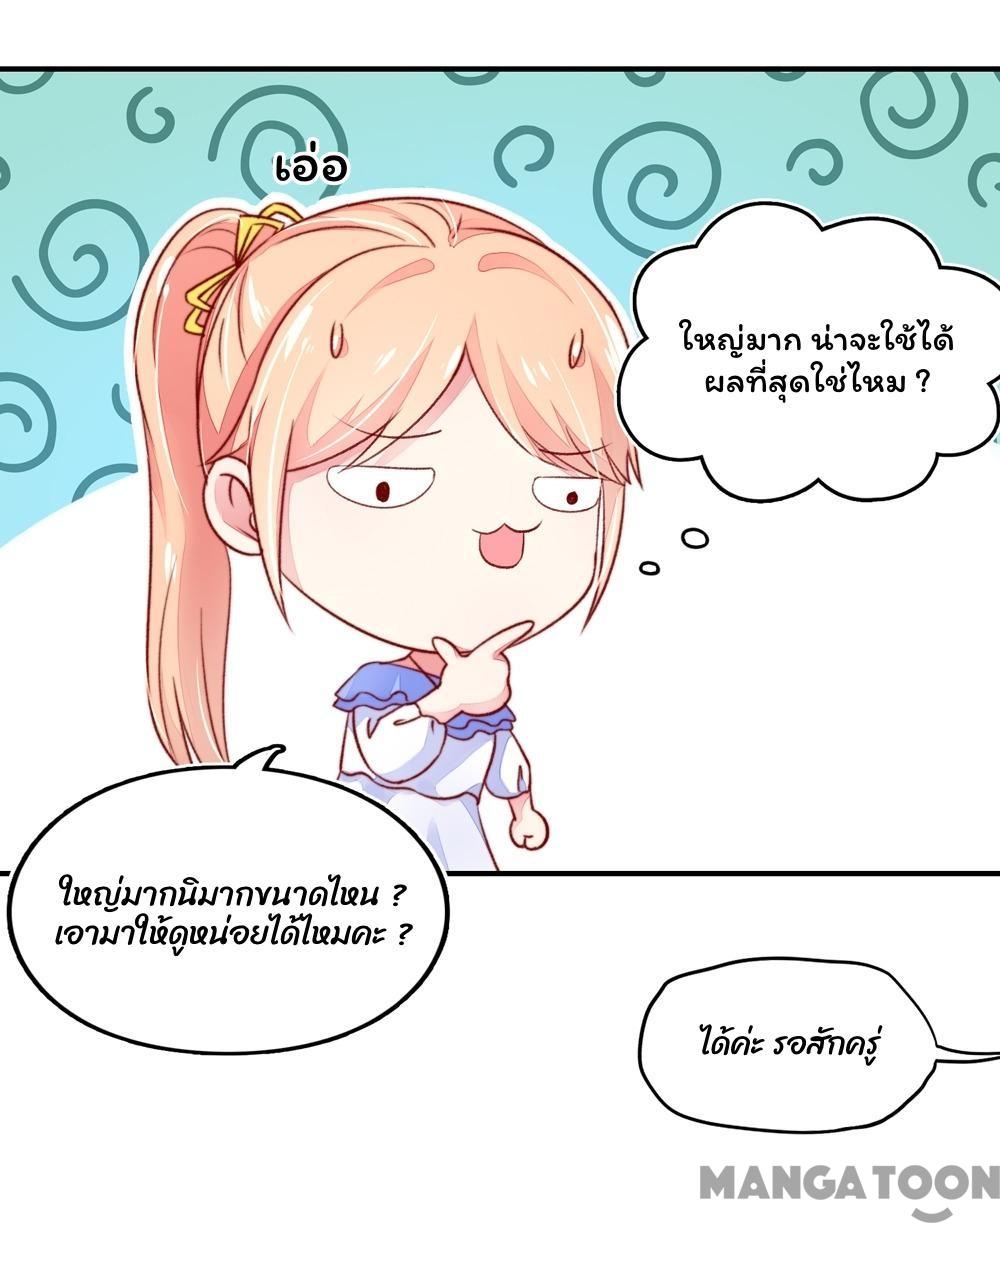 เอ่อ
ใหญ่มาก น่าจะใช้ได้
ผลที่สุดใช่ไหม ?
ใหญ่มากนิมากขนาดไหน ?
เอามาให้ดูหน่อยได้ไหมคะ ?
ได้ค่ะ รอสักครู่
MANGATOON